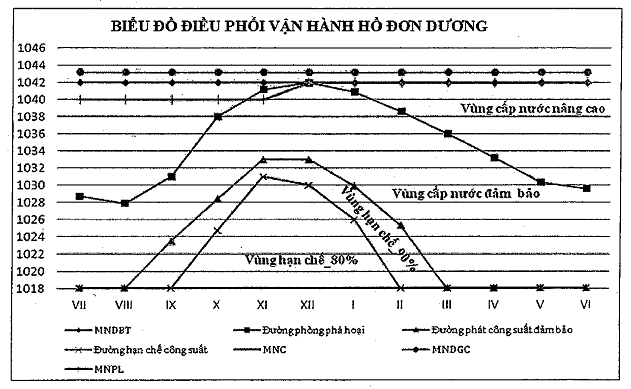 BIỂU ĐỒ ĐIỀU PHỐI VẬN HÀNH HỒ ĐƠN DƯƠNG
1046
1044
1042
1040
1038
1036
1034
1032
1030
1028
1026
1024
1022
1020
1018
Vùng cấp nước nâng cao
Vùng cấp nước đảm bảo
Vùng hạn chế_90%
Vùng hạn chế_80%
VII VIII IX X XI XII I II III IV V VI
MNDBT Đường phòng phá hoại Đường phát công suất đảm bảo
Đường hạn chế công suất MNC MNDGC
MNPL